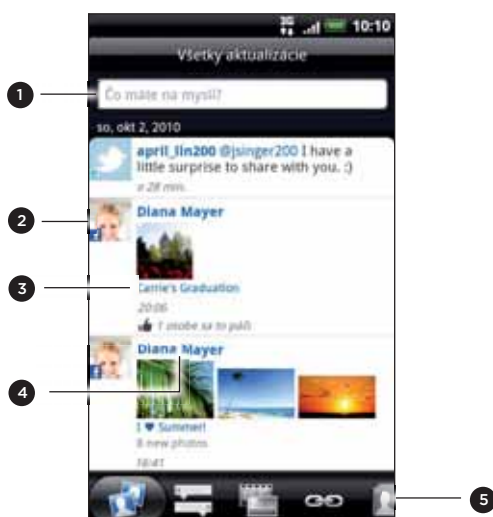 3G 10:10
Všetky aktualizácie
1
Čo máte na mysli?
so, okt 2, 2010
april_lin200 @jsinger200 I have a
little surprise to share with you. :)
o 28 min.
2
Diana Mayer
3
Carrie's Graduation
20:06
1 osobe sa to páči
Diana Mayer
4
I ♥ Summer!
8 new photos
16:41
5